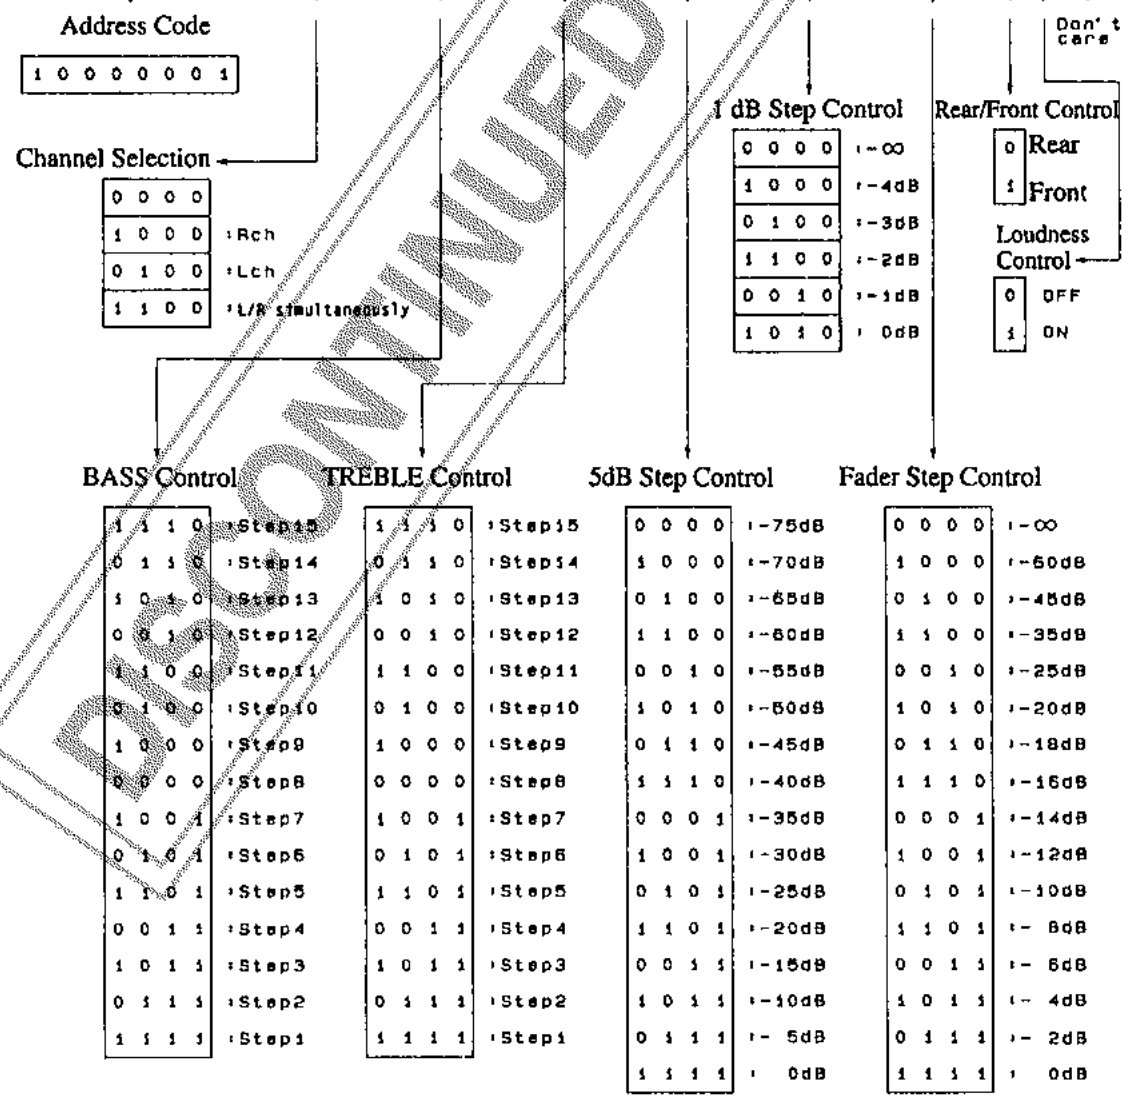 Address Code
Don't
care
1 0 0 0 0 0 0 1
1 dB Step Control
Rear/Front Control
0 0 0 0 :-∞
0 Rear
Channel Selection
1 0 0 0 :-4dB
1 Front
0 0 0 0
0 1 0 0 :-3dB
1 0 0 0 :Rch
Loudness
Control
1 1 0 0 :-2dB
0 1 0 0 :Lch
0 0 1 0 :-1dB
0 OFF
1 1 0 0 :L/R simultaneously
1 0 1 0 : 0dB
1 ON
DISCONTINUED
BASS Control
1 1 1 0 :Step15
0 1 1 0 :Step14
1 0 1 0 :Step13
0 0 1 0 :Step12
1 1 0 0 :Step11
0 1 0 0 :Step10
1 0 0 0 :Step9
0 0 0 0 :Step8
1 0 0 1 :Step7
0 1 0 1 :Step6
1 1 0 1 :Step5
0 0 1 1 :Step4
1 0 1 1 :Step3
0 1 1 1 :Step2
1 1 1 1 :Step1
TREBLE Control
1 1 1 0 :Step15
0 1 1 0 :Step14
1 0 1 0 :Step13
0 0 1 0 :Step12
1 1 0 0 :Step11
0 1 0 0 :Step10
1 0 0 0 :Step9
0 0 0 0 :Step8
1 0 0 1 :Step7
0 1 0 1 :Step6
1 1 0 1 :Step5
0 0 1 1 :Step4
1 0 1 1 :Step3
0 1 1 1 :Step2
1 1 1 1 :Step1
5dB Step Control
0 0 0 0 :-75dB
1 0 0 0 :-70dB
0 1 0 0 :-65dB
1 1 0 0 :-60dB
0 0 1 0 :-55dB
1 0 1 0 :-50dB
0 1 1 0 :-45dB
1 1 1 0 :-40dB
0 0 0 1 :-35dB
1 0 0 1 :-30dB
0 1 0 1 :-25dB
1 1 0 1 :-20dB
0 0 1 1 :-15dB
1 0 1 1 :-10dB
0 1 1 1 :- 5dB
1 1 1 1 : 0dB
Fader Step Control
0 0 0 0 :-∞
1 0 0 0 :-60dB
0 1 0 0 :-45dB
1 1 0 0 :-35dB
0 0 1 0 :-25dB
1 0 1 0 :-20dB
0 1 1 0 :-18dB
1 1 1 0 :-16dB
0 0 0 1 :-14dB
1 0 0 1 :-12dB
0 1 0 1 :-10dB
1 1 0 1 :- 8dB
0 0 1 1 :- 6dB
1 0 1 1 :- 4dB
0 1 1 1 :- 2dB
1 1 1 1 : 0dB